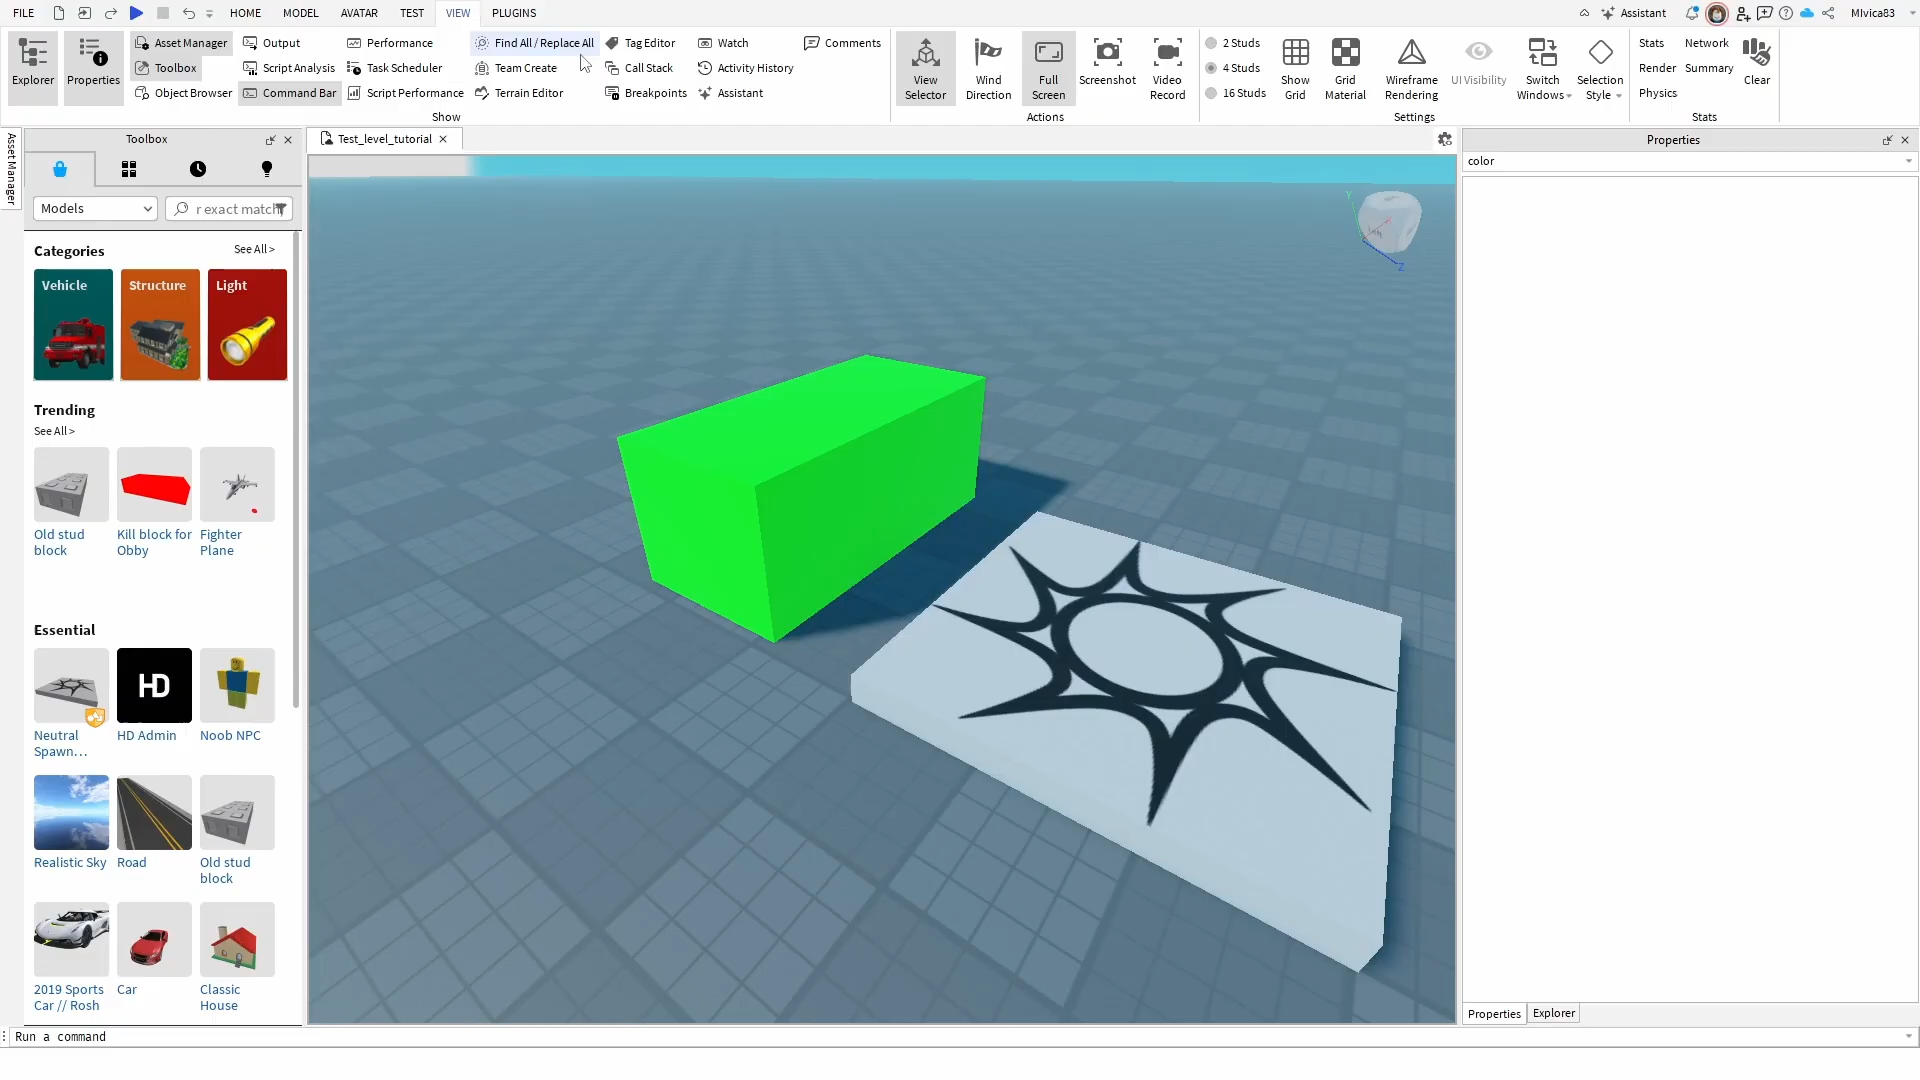 FILE HOME MODEL AVATAR TEST VIEW PLUGINS Assistant MIvica83
Explorer
Properties
Asset Manager
Toolbox
Object Browser
Output
Script Analysis
Command Bar
Performance
Task Scheduler
Script Performance
Find All / Replace All
Team Create
Terrain Editor
Tag Editor
Call Stack
Breakpoints
Watch
Activity History
Assistant
Comments
Show
View
Selector
Wind
Direction
Full
Screen
Screenshot
Video
Record
Actions
2 Studs
4 Studs
16 Studs
Show
Grid
Grid
Material
Wireframe
Rendering
UI Visibility
Switch
Windows
Selection
Style
Settings
Stats
Render
Physics
Network
Summary
Clear
Stats
Asset Manager
Toolbox
Models
r exact match
Categories
See All >
Vehicle
Structure
Light
Trending
See All >
Old stud
block
Kill block for
Obby
Fighter
Plane
Essential
HD
Neutral
Spawn...
HD Admin
Noob NPC
Realistic Sky
Road
Old stud
block
2019 Sports
Car // Rosh
Car
Classic
House
Test_level_tutorial
Y
Z
Properties
color
Properties
Explorer
Run a command